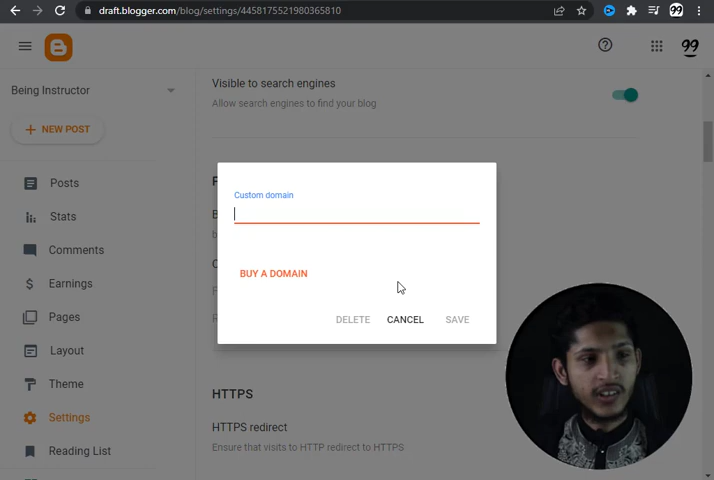 draft.blogger.com/blog/settings/4458175521980365810
99
99
Being Instructor
NEW POST
Posts
Stats
Comments
Earnings
Pages
Layout
Theme
Settings
Reading List
Visible to search engines
Allow search engines to find your blog
Custom domain
BUY A DOMAIN
DELETE
CANCEL
SAVE
HTTPS
HTTPS redirect
Ensure that visits to HTTP redirect to HTTPS